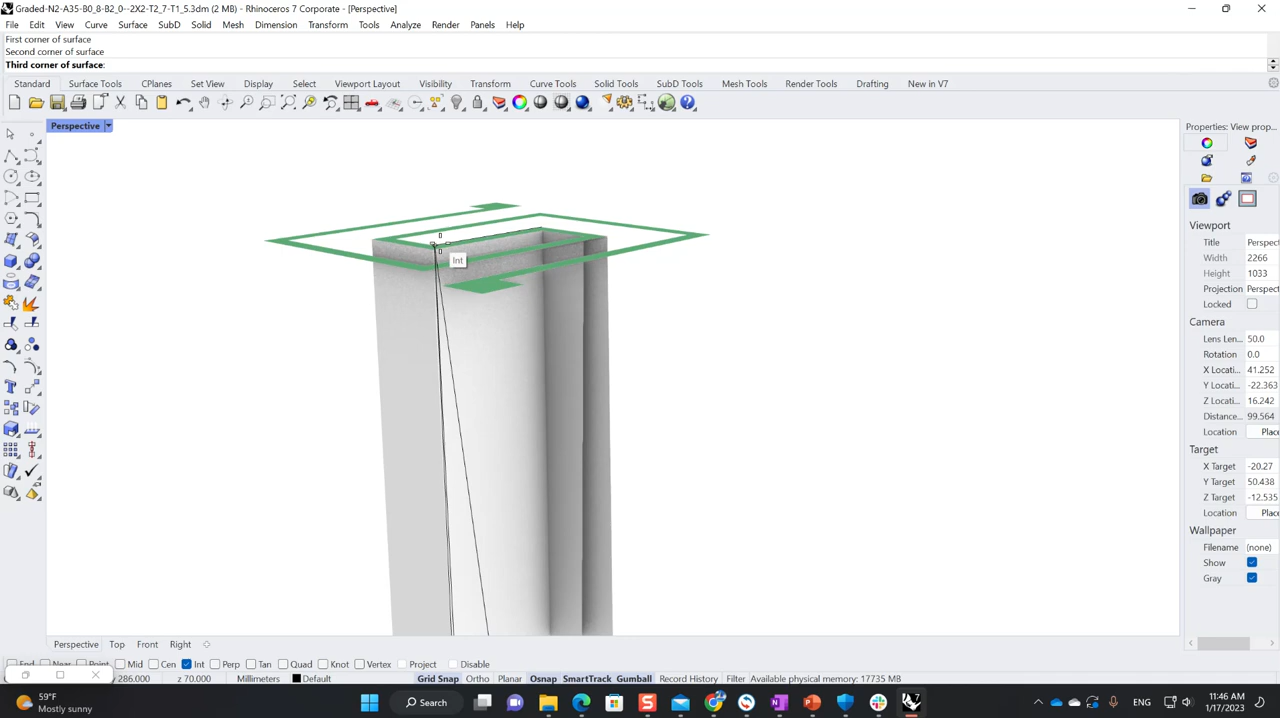 Graded-N2-A35-B0_8-B2_0--2X2-T2_7-T1_5.3dm (2 MB) - Rhinoceros 7 Corporate - [Perspective]
File Edit View Curve Surface SubD Solid Mesh Dimension Transform Tools Analyze Render Panels Help
First corner of surface
Second corner of surface
Third corner of surface:
Standard Surface Tools CPlanes Set View Display Select Viewport Layout Visibility Transform Curve Tools Solid Tools SubD Tools Mesh Tools Render Tools Drafting New in V7
Perspective
Properties: View prop...
Int
Viewport
Title Perspec
Width 2266
Height 1033
Projection Perspect
Locked
Camera
Lens Len... 50.0
Rotation 0.0
X Locati... 41.252
Y Locati... -22.363
Z Locati... 16.242
Distance... 99.564
Location Place
Target
X Target -20.27
Y Target 50.438
Z Target -12.535
Location Place
Wallpaper
Filename (none)
Show
Gray
Perspective Top Front Right
End Near Point Mid Cen Int Perp Tan Quad Knot Vertex Project Disable
286.000 z 70.000 Millimeters Default Grid Snap Ortho Planar Osnap SmartTrack Gumball Record History Filter Available physical memory: 17735 MB
59°F
Mostly sunny
Search
ENG
11:46 AM
1/17/2023